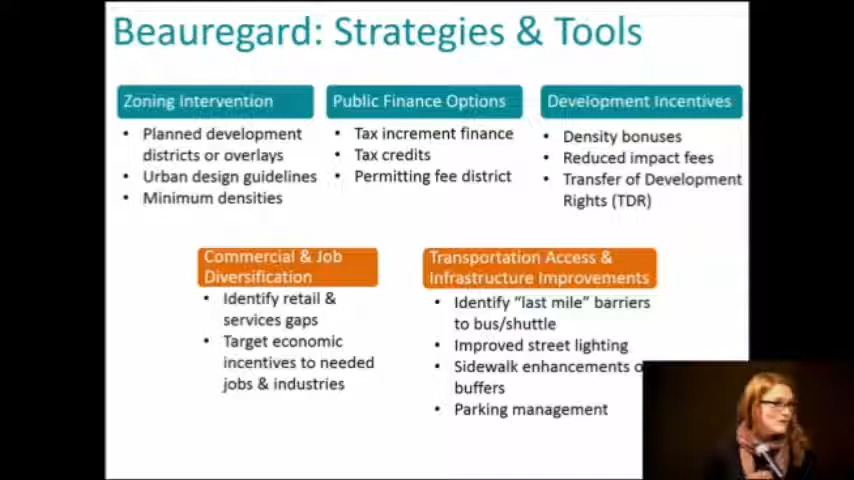 Beauregard: Strategies & Tools
Zoning Intervention
• Planned development
districts or overlays
• Urban design guidelines
• Minimum densities
Public Finance Options
• Tax increment finance
• Tax credits
• Permitting fee district
Development Incentives
• Density bonuses
• Reduced impact fees
• Transfer of Development
Rights (TDR)
Commercial & Job
Diversification
• Identify retail &
services gaps
• Target economic
incentives to needed
jobs & industries
Transportation Access &
Infrastructure Improvements
• Identify “last mile” barriers
to bus/shuttle
• Improved street lighting
• Sidewalk enhancements
buffers
• Parking management